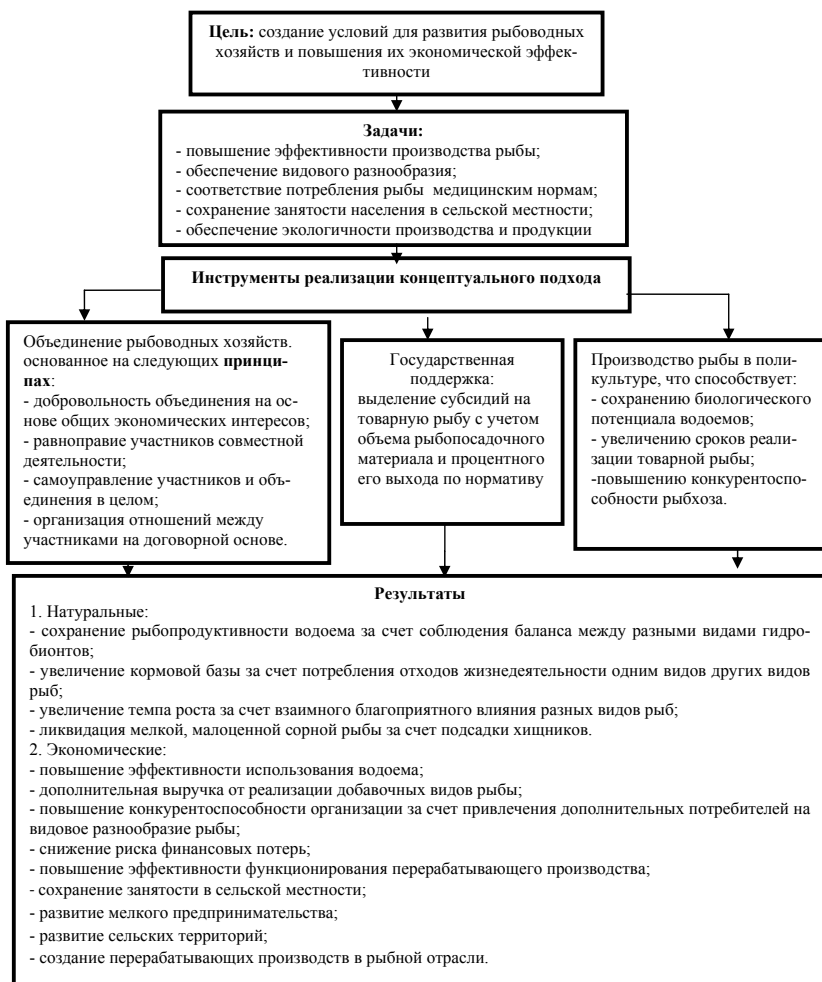 Цель: создание условий для развития рыбоводных
хозяйств и повышения их экономической эффек-
тивности
Задачи:
- повышение эффективности производства рыбы;
- обеспечение видового разнообразия;
- соответствие потребления рыбы медицинским нормам;
- сохранение занятости населения в сельской местности;
- обеспечение экологичности производства и продукции
Инструменты реализации концептуального подхода
Объединение рыбоводных хозяйств.
основанное на следующих принци-
пах:
- добровольность объединения на ос-
нове общих экономических интересов;
- равноправие участников совместной
деятельности;
- самоуправление участников и объ-
единения в целом;
- организация отношений между
участниками на договорной основе.
Государственная
поддержка:
выделение субсидий на
товарную рыбу с учетом
объема рыбопосадочного
материала и процентного
его выхода по нормативу
Производство рыбы в поли-
культуре, что способствует:
- сохранению биологического
потенциала водоемов;
- увеличению сроков реали-
зации товарной рыбы;
-повышению конкурентоспо-
собности рыбхоза.
Результаты
1. Натуральные:
- сохранение рыбопродуктивности водоема за счет соблюдения баланса между разными видами гидро-
бионтов;
- увеличение кормовой базы за счет потребления отходов жизнедеятельности одним видов других видов
рыб;
- увеличение темпа роста за счет взаимного благоприятного влияния разных видов рыб;
- ликвидация мелкой, малоценной сорной рыбы за счет подсадки хищников.
2. Экономические:
- повышение эффективности использования водоема;
- дополнительная выручка от реализации добавочных видов рыбы;
- повышение конкурентоспособности организации за счет привлечения дополнительных потребителей на
видовое разнообразие рыбы;
- снижение риска финансовых потерь;
- повышение эффективности функционирования перерабатывающего производства;
- сохранение занятости в сельской местности;
- развитие мелкого предпринимательства;
- развитие сельских территорий;
- создание перерабатывающих производств в рыбной отрасли.